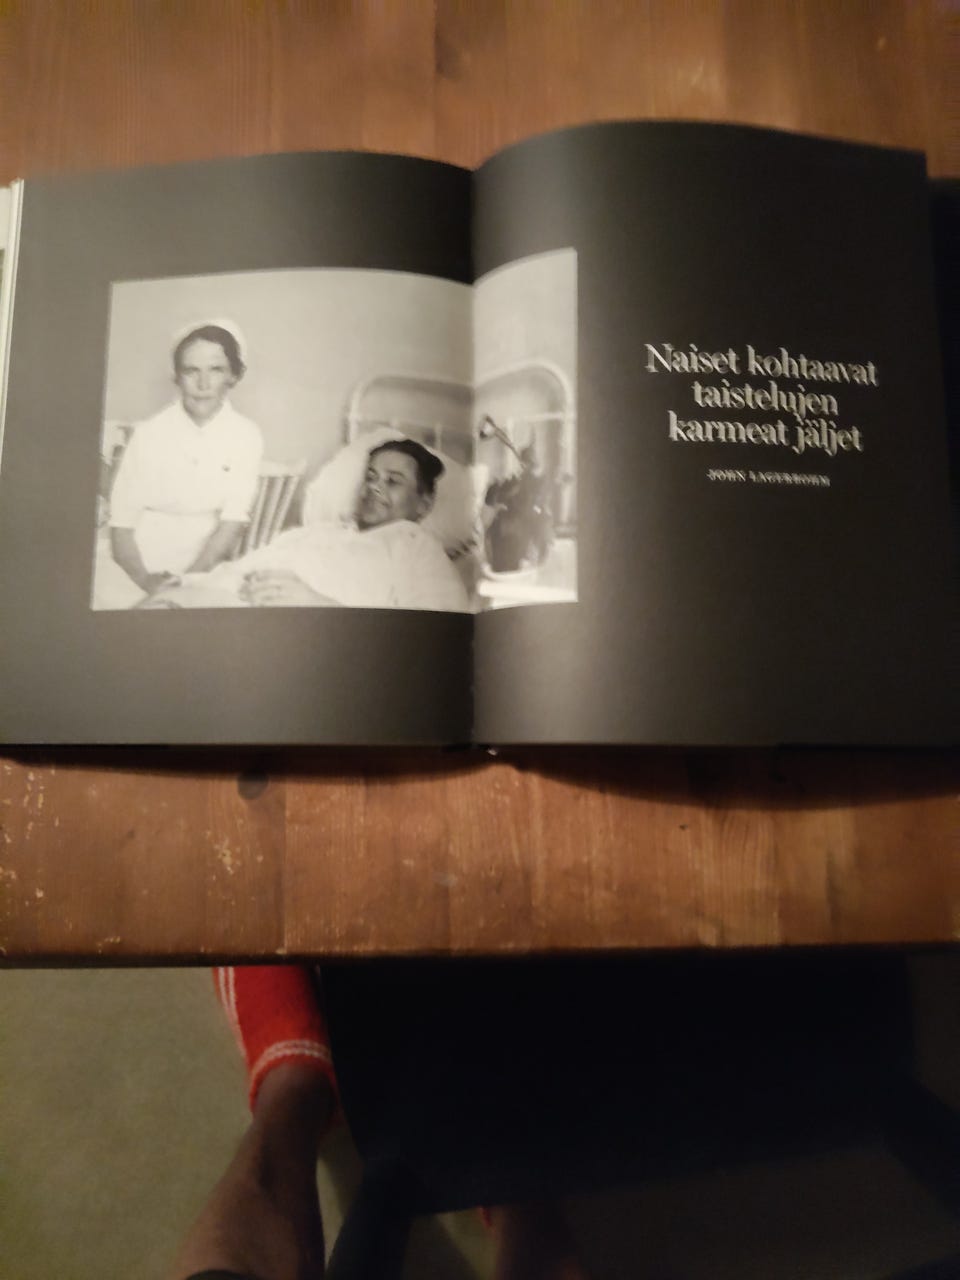 Naiset kohtaavat
taistelujen
karmeat jäljet
JOHN LAGERBOHM